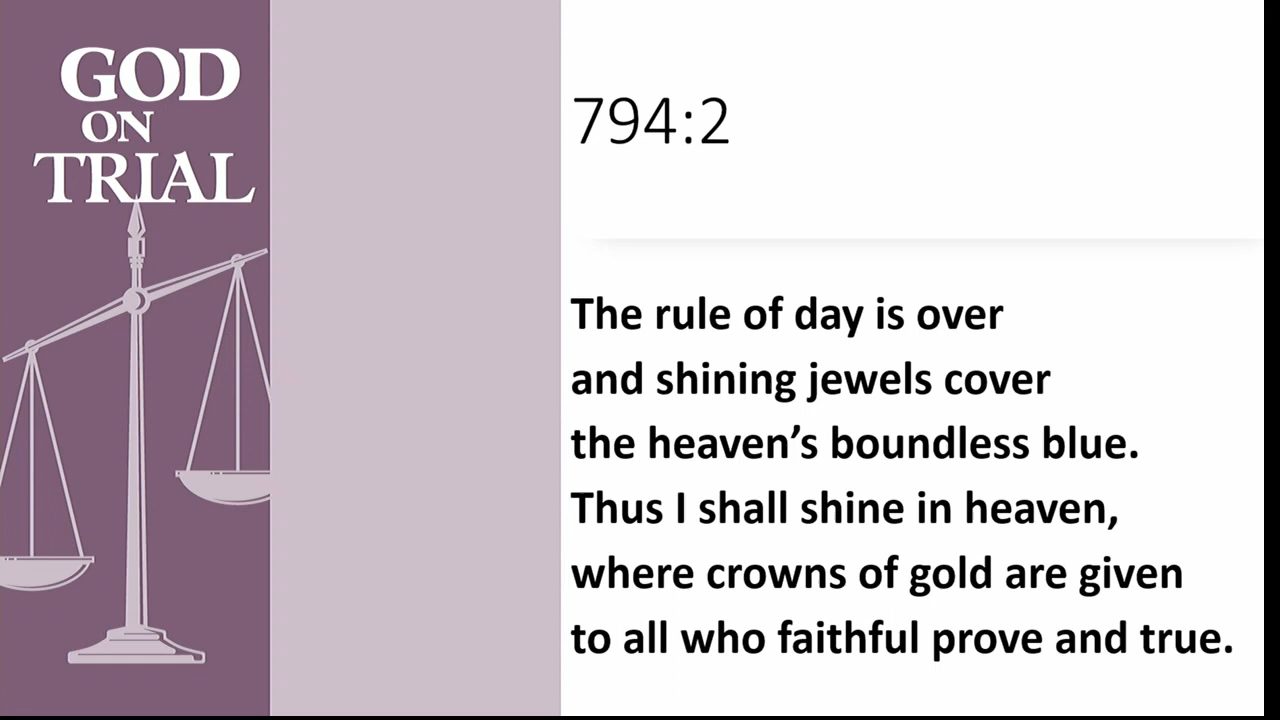 GOD
ON
TRIAL
794:2
The rule of day is over
and shining jewels cover
the heaven’s boundless blue.
Thus I shall shine in heaven,
where crowns of gold are given
to all who faithful prove and true.